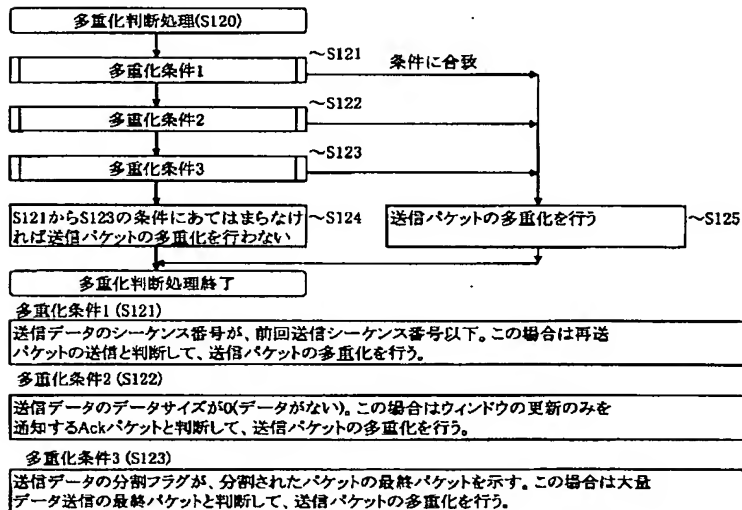 多重化判断処理(S120)
～S121
多重化条件1
条件に合致
～S122
多重化条件2
～S123
多重化条件3
S121からS123の条件にあてはまらなけ
れば送信パケットの多重化を行わない
～S124
送信パケットの多重化を行う
～S125
多重化判断処理終了
多重化条件1 (S121)
送信データのシーケンス番号が、前回送信シーケンス番号以下。この場合は再送
パケットの送信と判断して、送信パケットの多重化を行う。
多重化条件2 (S122)
送信データのデータサイズが0(データがない)。この場合はウィンドウの更新のみを
通知するAckパケットと判断して、送信パケットの多重化を行う。
多重化条件3 (S123)
送信データの分割フラグが、分割されたパケットの最終パケットを示す。この場合は大量
データ送信の最終パケットと判断して、送信パケットの多重化を行う。